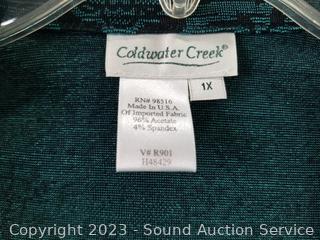 Coldwater Creek®
1X
RN# 98516
Made in U.S.A.
Of Imported Fabric
96% Acetate
4% Spandex
V# R901
H48429
Copyright 2023 - Sound Auction Service